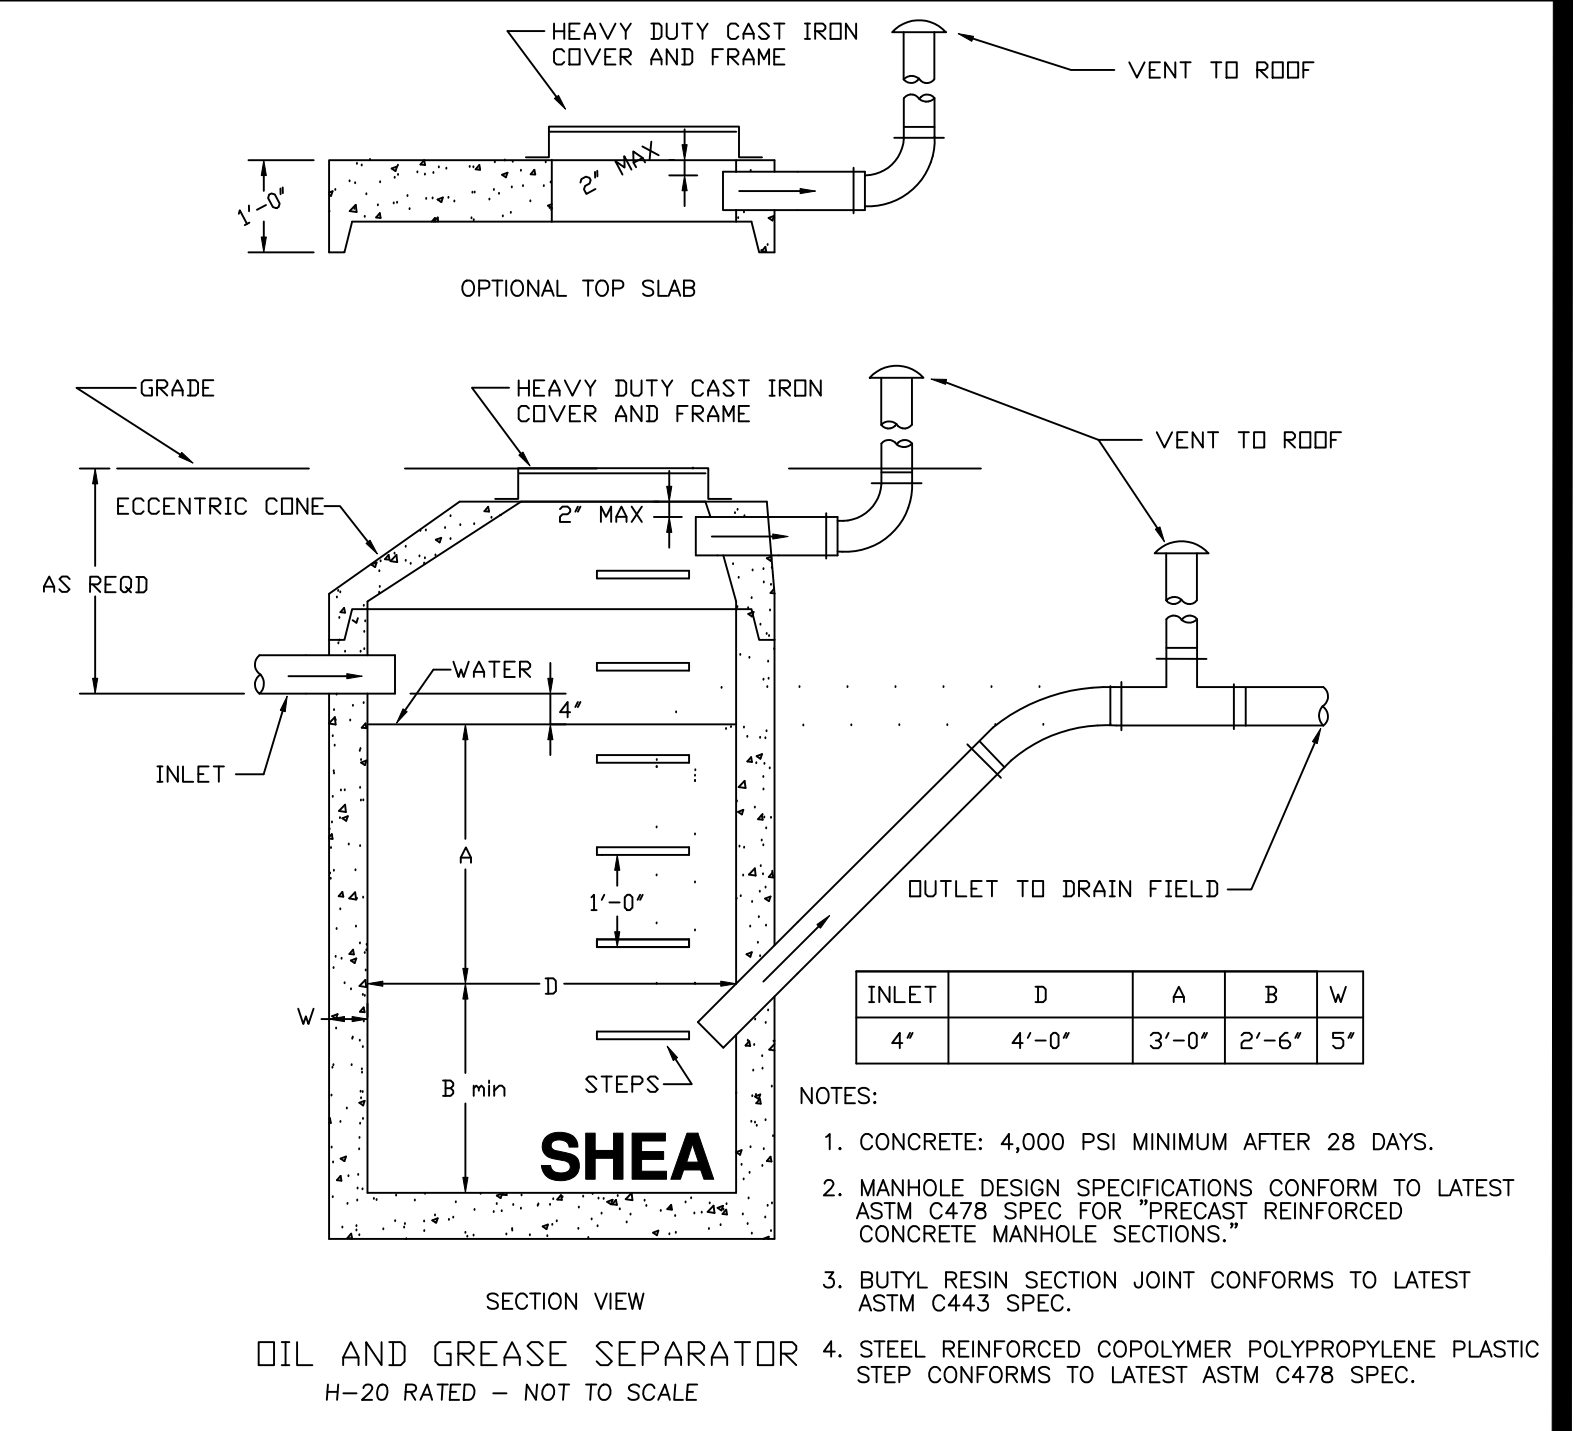 HEAVY DUTY CAST IRON
COVER AND FRAME
VENT TO ROOF
2" MAX
1'-0"
OPTIONAL TOP SLAB
GRADE
HEAVY DUTY CAST IRON
COVER AND FRAME
VENT TO ROOF
ECCENTRIC CONE
2" MAX
AS REQD
WATER
4"
INLET
A
1'-0"
OUTLET TO DRAIN FIELD
D
W
B min
STEPS
SHEA
INLET D A B W
4" 4'-0" 3'-0" 2'-6" 5"
NOTES:
1. CONCRETE: 4,000 PSI MINIMUM AFTER 28 DAYS.
2. MANHOLE DESIGN SPECIFICATIONS CONFORM TO LATEST
ASTM C478 SPEC FOR "PRECAST REINFORCED
CONCRETE MANHOLE SECTIONS."
3. BUTYL RESIN SECTION JOINT CONFORMS TO LATEST
ASTM C443 SPEC.
4. STEEL REINFORCED COPOLYMER POLYPROPYLENE PLASTIC
STEP CONFORMS TO LATEST ASTM C478 SPEC.
SECTION VIEW
OIL AND GREASE SEPARATOR
H-20 RATED - NOT TO SCALE